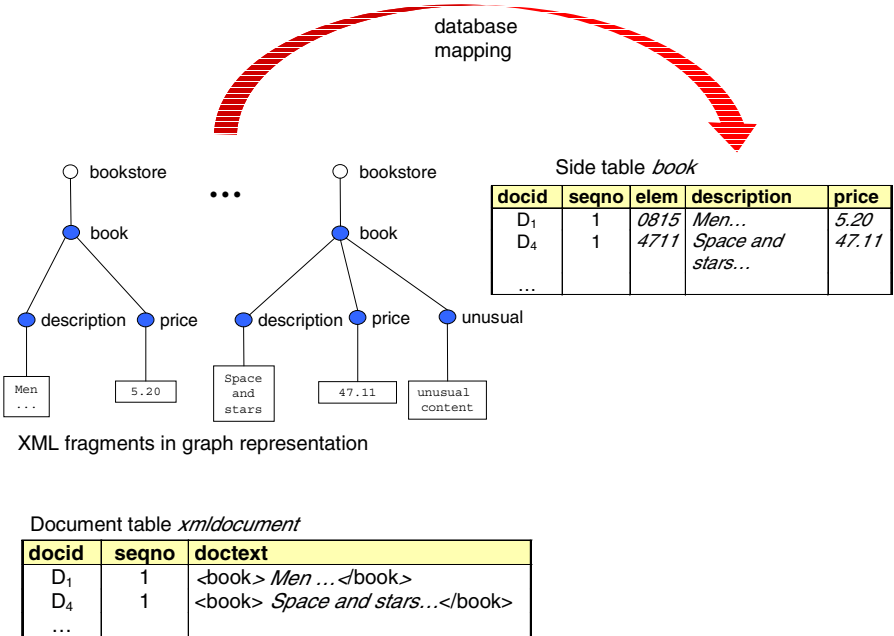 database
mapping
bookstore
...
bookstore
book
book
description
price
description
price
unusual
Men
...
5.20
Space
and
stars
47.11
unusual
content
XML fragments in graph representation
Side table book
docid seqno elem description price
D₁ 1 0815 Men... 5.20
D₄ 1 4711 Space and 47.11
stars...
...
Document table xmldocument
docid seqno doctext
D₁ 1 <book> Men ...</book>
D₄ 1 <book> Space and stars...</book>
...